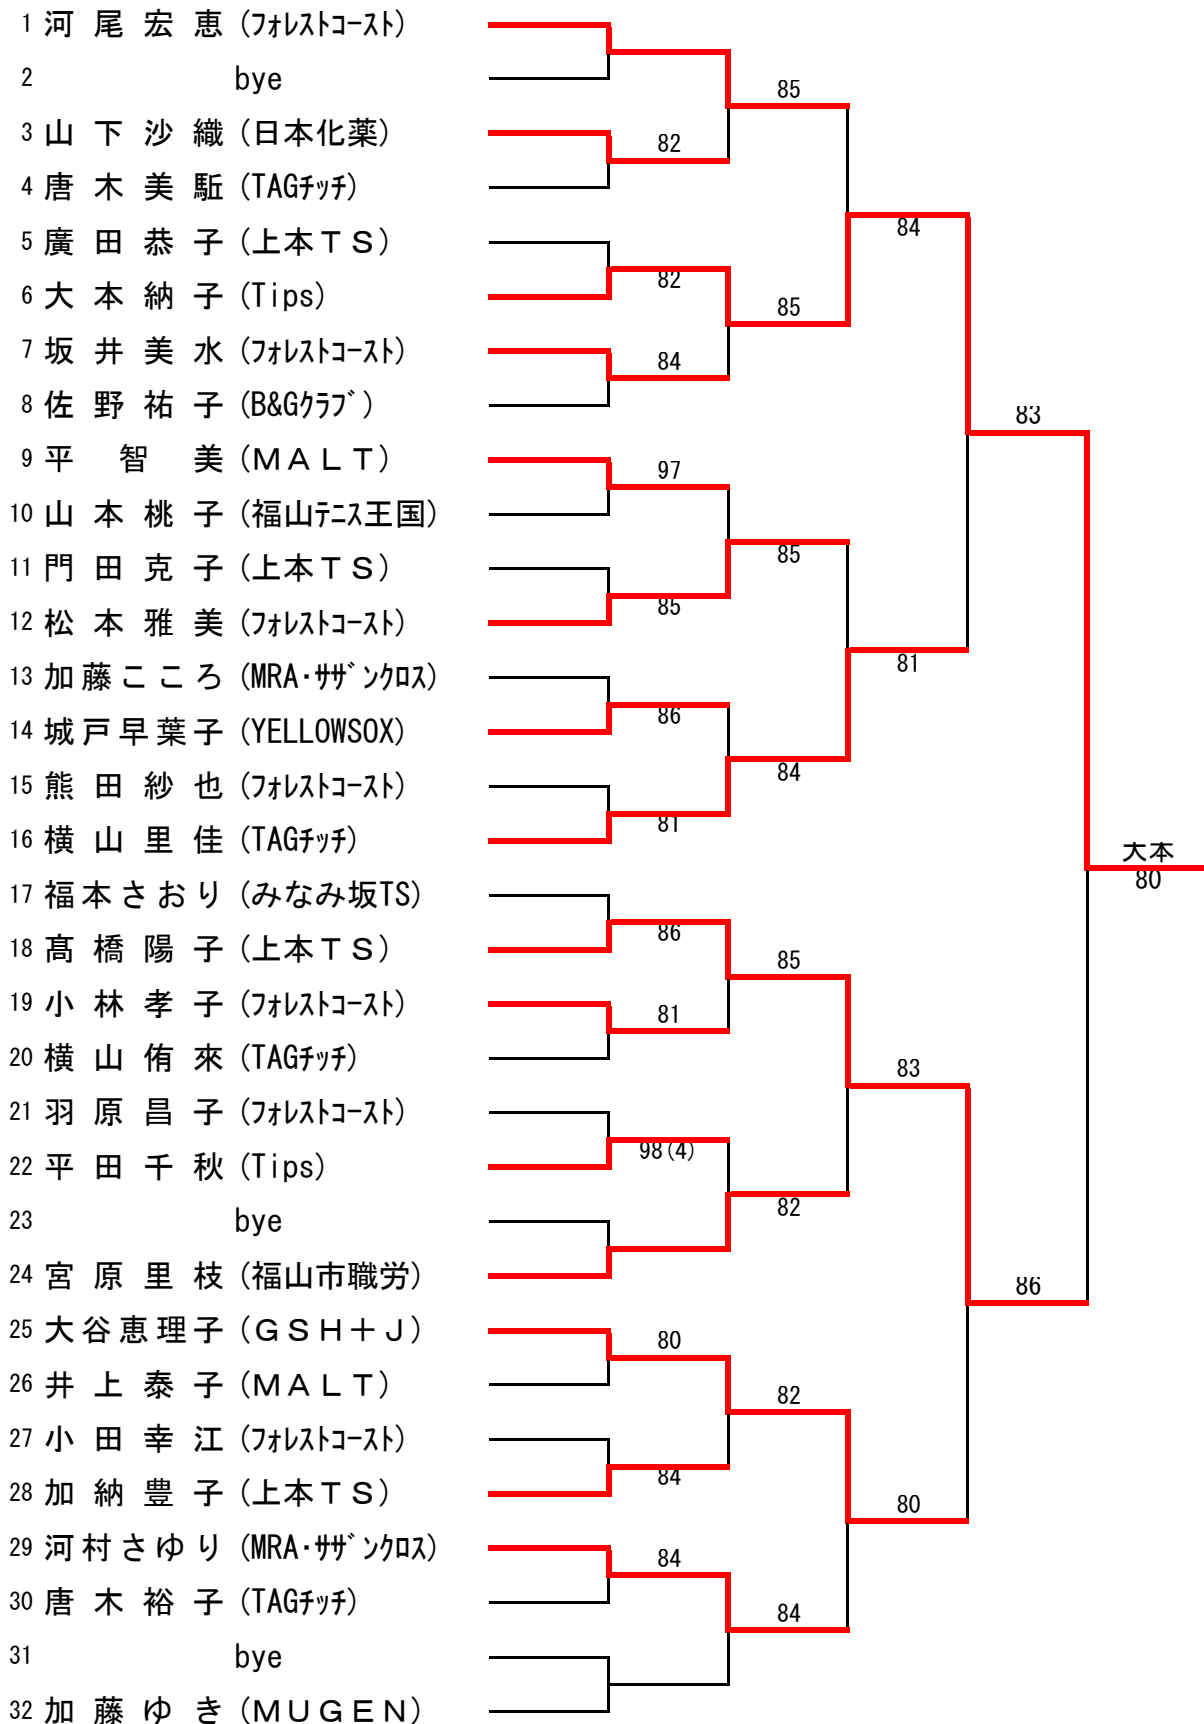 1 河尾宏恵 (フォレストコースト)
2 bye
85
3 山下沙織 (日本化薬)
82
4 唐木美駈 (TAGチッチ)
84
5 廣田恭子 (上本TS)
82
6 大本納子 (Tips)
85
7 坂井美水 (フォレストコースト)
84
8 佐野祐子 (B&Gクラブ)
83
9 平智美 (MALT)
97
10 山本桃子 (福山テニス王国)
85
11 門田克子 (上本TS)
85
12 松本雅美 (フォレストコースト)
81
13 加藤こころ (MRA・サザンクロス)
86
14 城戸早葉子 (YELLOWSOX)
84
15 熊田紗也 (フォレストコースト)
81
16 横山里佳 (TAGチッチ)
大本
80
17 福本さおり (みなみ坂TS)
86
18 髙橋陽子 (上本TS)
85
19 小林孝子 (フォレストコースト)
81
20 横山侑來 (TAGチッチ)
83
21 羽原昌子 (フォレストコースト)
98(4)
22 平田千秋 (Tips)
82
23 bye
24 宮原里枝 (福山市職労)
86
25 大谷恵理子 (GSH+J)
80
26 井上泰子 (MALT)
82
27 小田幸江 (フォレストコースト)
84
28 加納豊子 (上本TS)
80
29 河村さゆり (MRA・サザンクロス)
84
30 唐木裕子 (TAGチッチ)
84
31 bye
32 加藤ゆき (MUGEN)